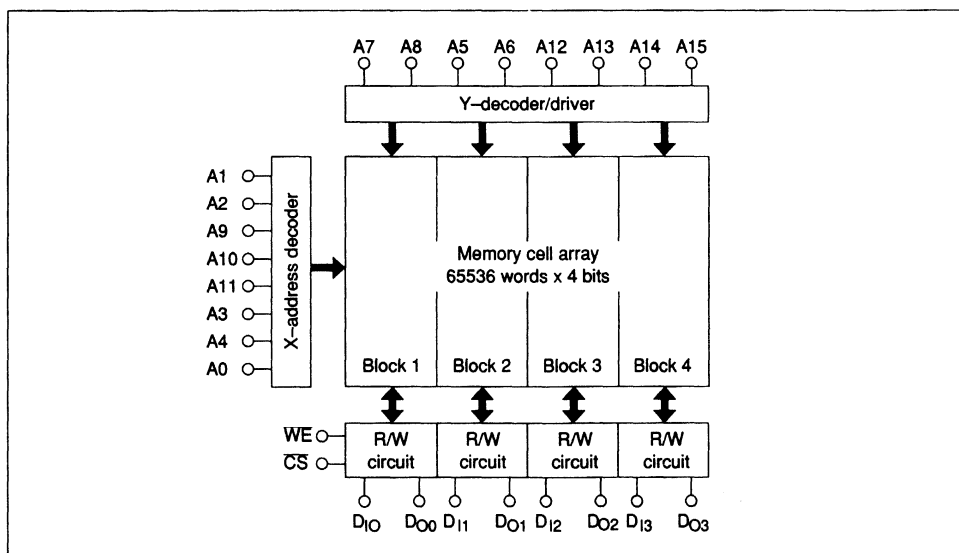 A7 A8 A5 A6 A12 A13 A14 A15
Y–decoder/driver
A1
A2
A9
A10
A11
A3
A4
A0
X–address decoder
Memory cell array
65536 words x 4 bits
Block 1 Block 2 Block 3 Block 4
W̅E̅
C̅S̅
R/W circuit
R/W circuit
R/W circuit
R/W circuit
DIO DO0 DI1 DO1 DI2 DO2 DI3 DO3